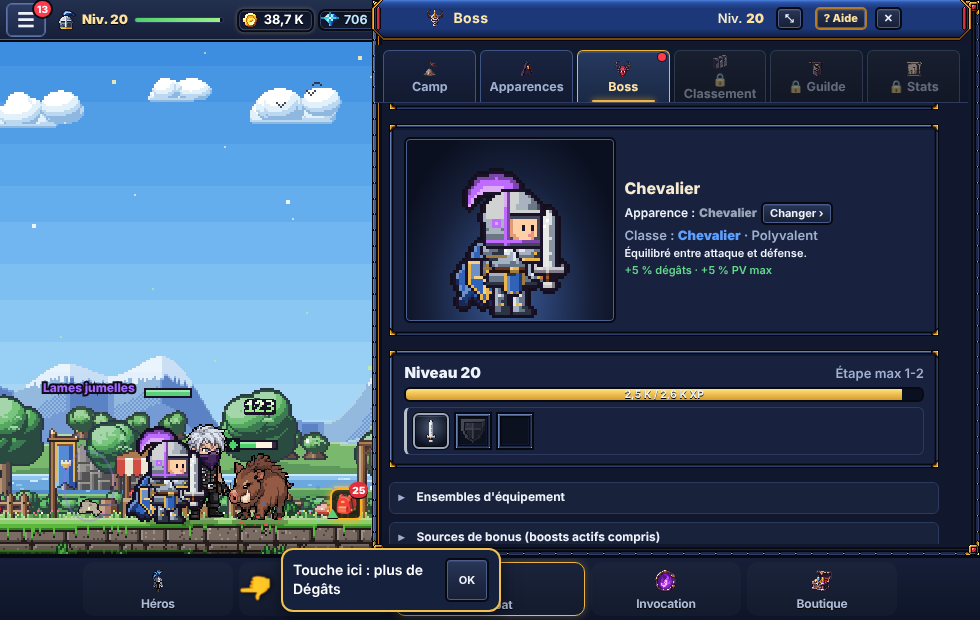 13
Niv. 20
38,7 K
706
Boss
Niv. 20
? Aide
Camp
Apparences
Boss
Classement
Guilde
Stats
Chevalier
Apparence : Chevalier Changer ›
Classe : Chevalier · Polyvalent
Équilibré entre attaque et défense.
+5 % dégâts · +5 % PV max
Niveau 20
Étape max 1-2
2,5 K / 2,6 K XP
Ensembles d'équipement
Sources de bonus (boosts actifs compris)
Lames jumelles
123
25
Touche ici : plus de
Dégâts
OK
Héros
Invocation
Boutique